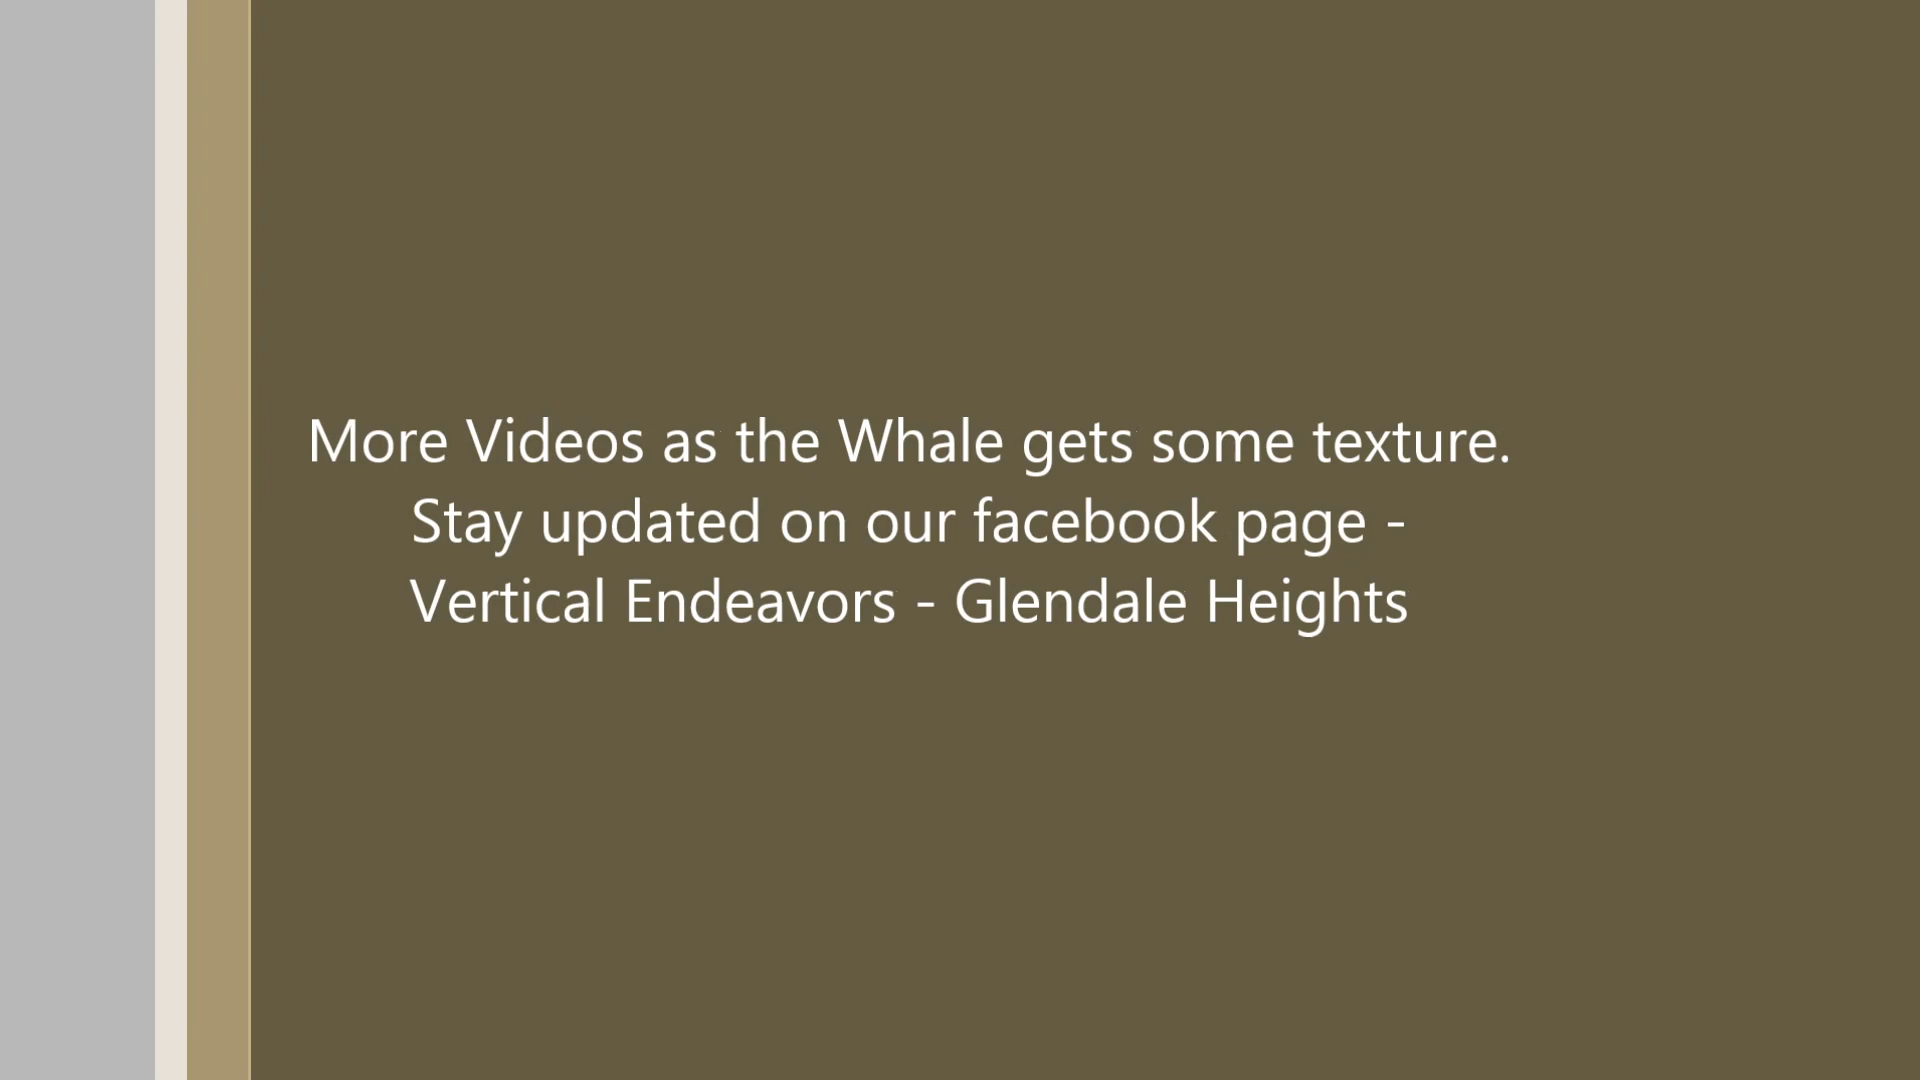 More Videos as the Whale gets some texture.
Stay updated on our facebook page -
Vertical Endeavors - Glendale Heights